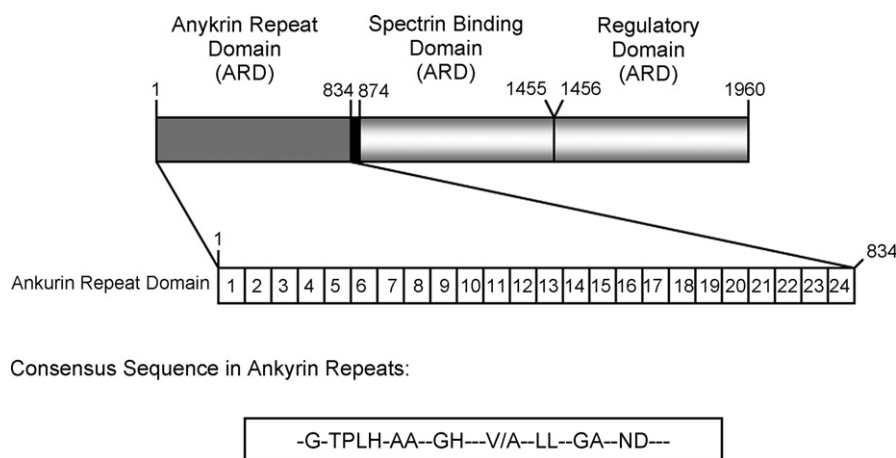 Anykrin Repeat Domain (ARD)
Spectrin Binding Domain (ARD)
Regulatory Domain (ARD)
1 834 874 1455 1456 1960
1 834
Ankurin Repeat Domain 1 2 3 4 5 6 7 8 9 10 11 12 13 14 15 16 17 18 19 20 21 22 23 24
Consensus Sequence in Ankyrin Repeats:
-G-TPLH-AA--GH---V/A--LL--GA--ND---